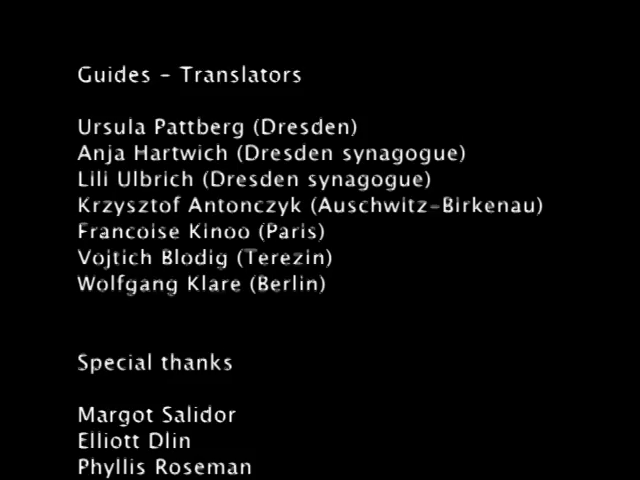 Guides - Translators
Ursula Pattberg (Dresden)
Anja Hartwich (Dresden synagogue)
Lili Ulbrich (Dresden synagogue)
Krzysztof Antonczyk (Auschwitz-Birkenau)
Francoise Kinoo (Paris)
Vojtich Blodig (Terezin)
Wolfgang Klare (Berlin)
Special thanks
Margot Salidor
Elliott Dlin
Phyllis Roseman